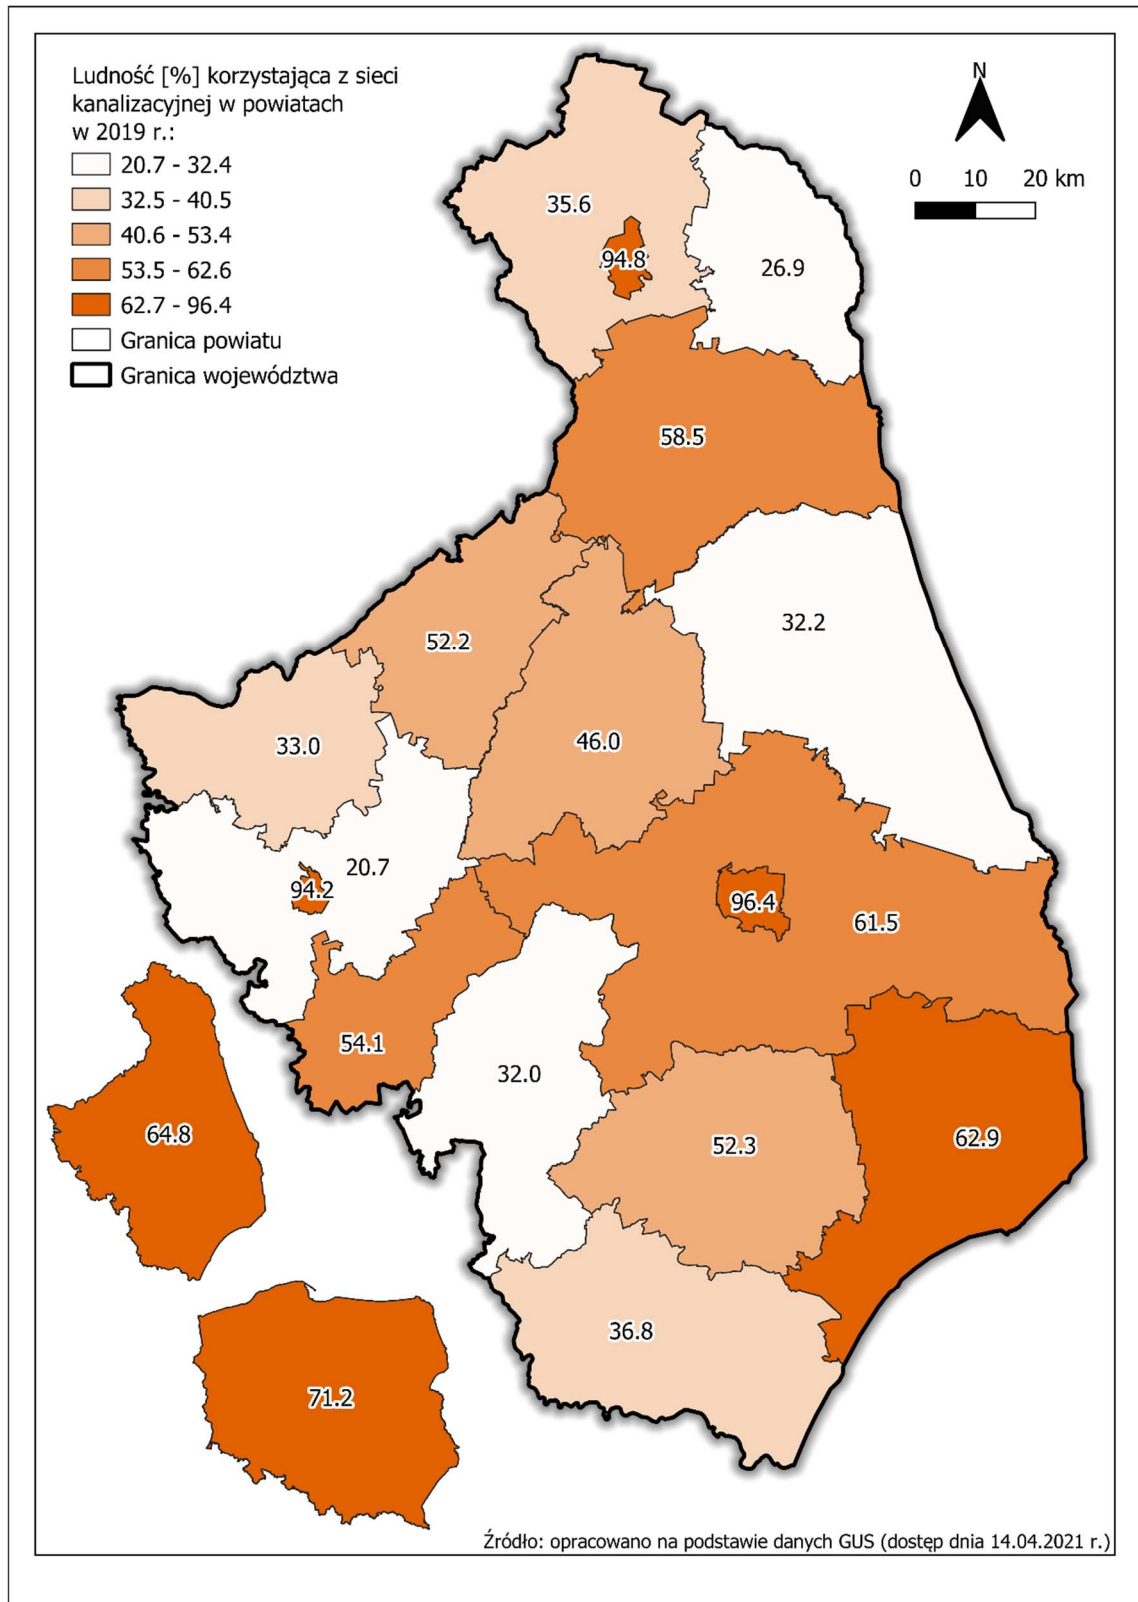 Ludność [%] korzystająca z sieci
kanalizacyjnej w powiatach
w 2019 r.:
20.7 - 32.4
32.5 - 40.5
40.6 - 53.4
53.5 - 62.6
62.7 - 96.4
Granica powiatu
Granica województwa
N
0 10 20 km
35.6
94.8
26.9
58.5
32.2
52.2
46.0
33.0
20.7
94.2
96.4
61.5
54.1
32.0
64.8
52.3
62.9
36.8
71.2
Źródło: opracowano na podstawie danych GUS (dostęp dnia 14.04.2021 r.)